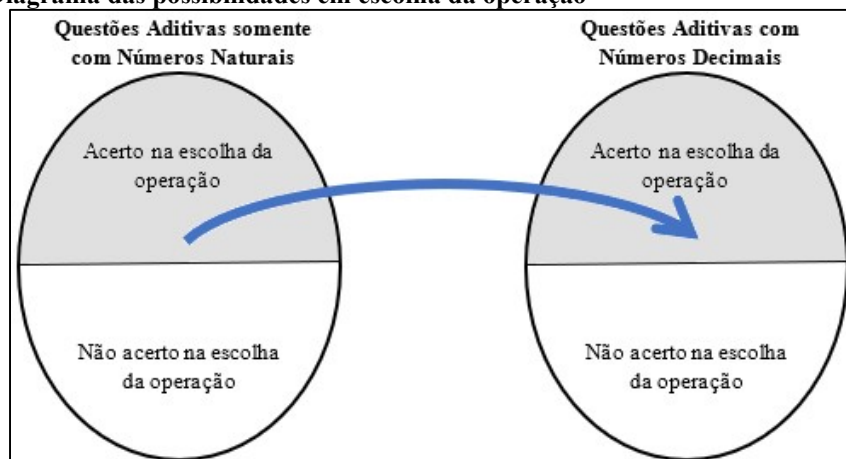 Diagrama das possibilidades em escolha da operação
Questões Aditivas somente
com Números Naturais
Acerto na escolha da
operação
Não acerto na escolha
da operação
Questões Aditivas com
Números Decimais
Acerto na escolha da
operação
Não acerto na escolha
da operação